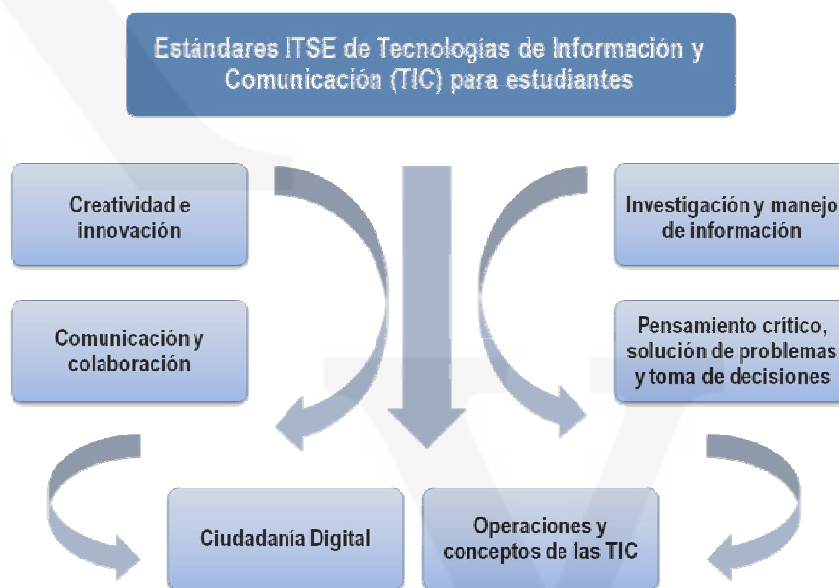 Estándares ITSE de Tecnologías de Información y
Comunicación (TIC) para estudiantes
Creatividad e
innovación
Investigación y manejo
de información
Comunicación y
colaboración
Pensamiento crítico,
solución de problemas
y toma de decisiones
Ciudadanía Digital
Operaciones y
conceptos de las TIC